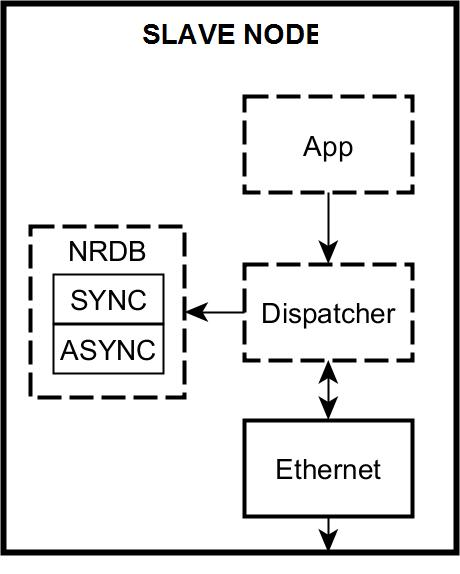 SLAVE NODE
App
NRDB
SYNC
ASYNC
Dispatcher
Ethernet